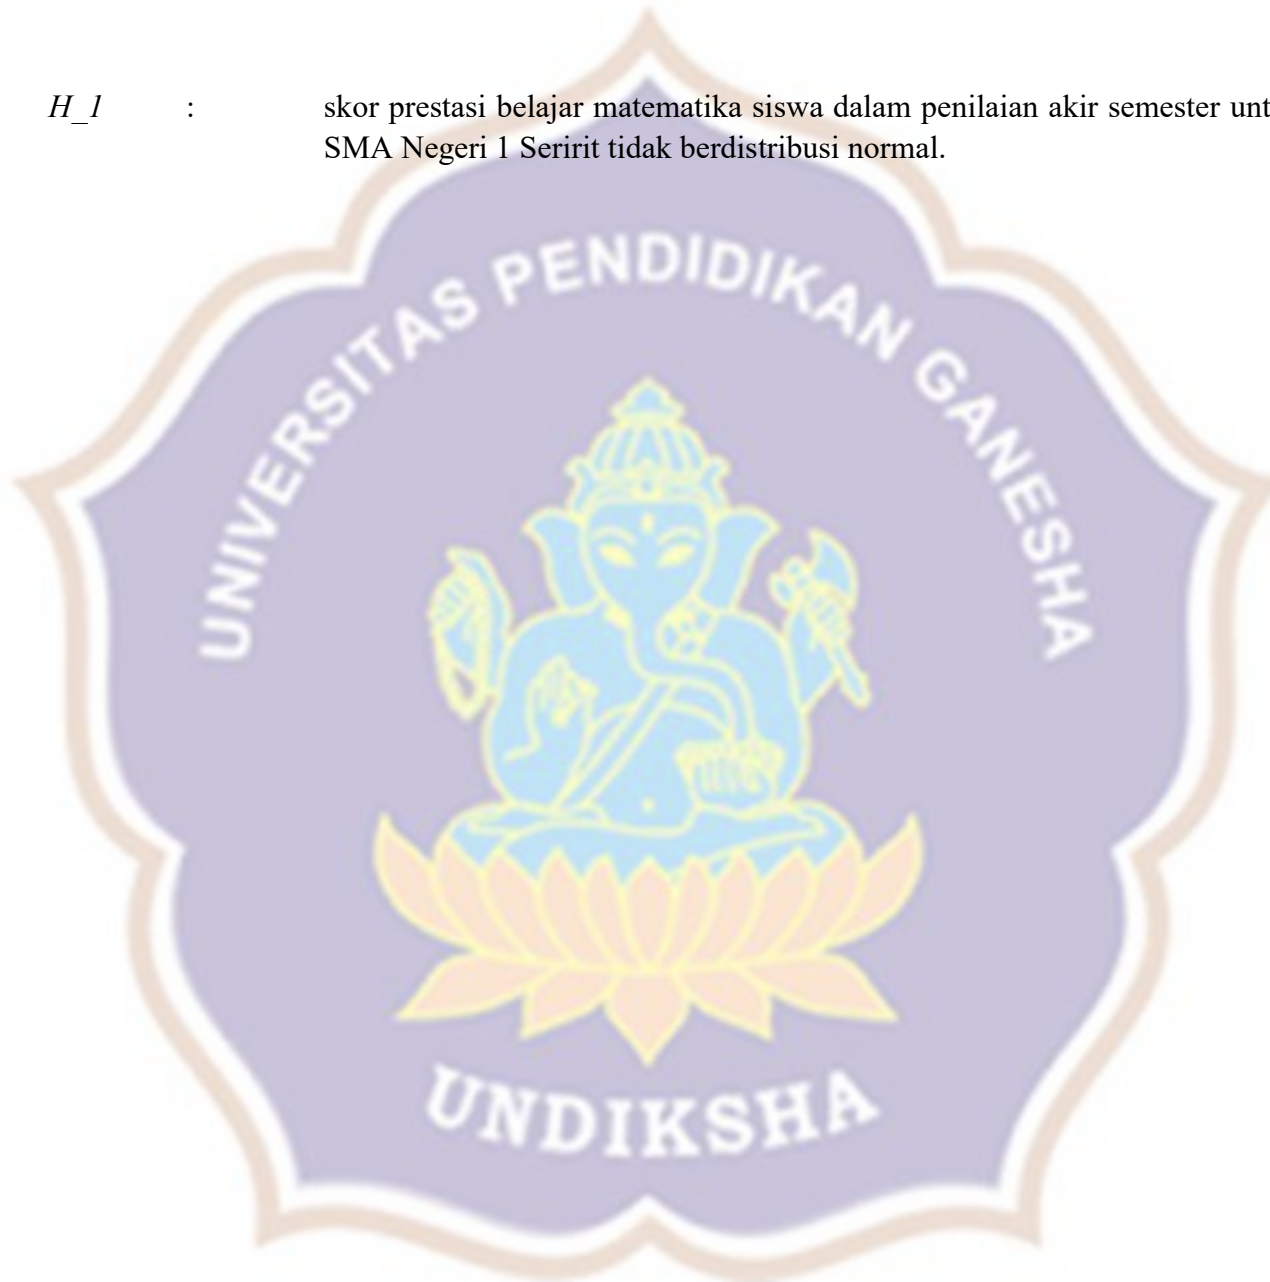 H_1 : skor prestasi belajar matematika siswa dalam penilaian akir semester unt
SMA Negeri 1 Seririt tidak berdistribusi normal.
UNIVERSITAS PENDIDIKAN GANESHA
UNDIKSHA